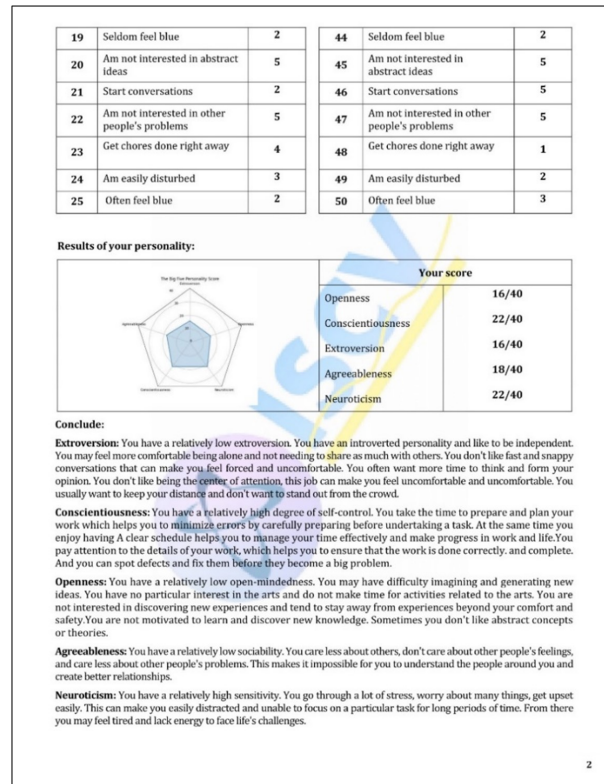 19 Seldom feel blue 2 44 Seldom feel blue 2
20 Am not interested in abstract ideas 5 45 Am not interested in abstract ideas 5
21 Start conversations 2 46 Start conversations 5
22 Am not interested in other people's problems 5 47 Am not interested in other people's problems 5
23 Get chores done right away 4 48 Get chores done right away 1
24 Am easily disturbed 3 49 Am easily disturbed 2
25 Often feel blue 2 50 Often feel blue 3
Results of your personality:
The Big Five Personality Score
Extroversion
Your score
Openness 16/40
Conscientiousness 22/40
Extroversion 16/40
Agreeableness 18/40
Neuroticism 22/40
ISCV
Conclude:
Extroversion: You have a relatively low extroversion. You have an introverted personality and like to be independent.
You may feel more comfortable being alone and not needing to share as much with others. You don't like fast and snappy
conversations that can make you feel forced and uncomfortable. You often want more time to think and form your
opinion. You don't like being the center of attention, this job can make you feel uncomfortable and uncomfortable. You
usually want to keep your distance and don't want to stand out from the crowd.
Conscientiousness: You have a relatively high degree of self-control. You take the time to prepare and plan your
work which helps you to minimize errors by carefully preparing before undertaking a task. At the same time you
enjoy having A clear schedule helps you to manage your time effectively and make progress in work and life.You
pay attention to the details of your work, which helps you to ensure that the work is done correctly. and complete.
And you can spot defects and fix them before they become a big problem.
Openness: You have a relatively low open-mindedness. You may have difficulty imagining and generating new
ideas. You have no particular interest in the arts and do not make time for activities related to the arts. You are
not interested in discovering new experiences and tend to stay away from experiences beyond your comfort and
safety.You are not motivated to learn and discover new knowledge. Sometimes you don't like abstract concepts
or theories.
Agreeableness: You have a relatively low sociability. You care less about others, don't care about other people's feelings,
and care less about other people's problems. This makes it impossible for you to understand the people around you and
create better relationships.
Neuroticism: You have a relatively high sensitivity. You go through a lot of stress, worry about many things, get upset
easily. This can make you easily distracted and unable to focus on a particular task for long periods of time. From there
you may feel tired and lack energy to face life's challenges.
2